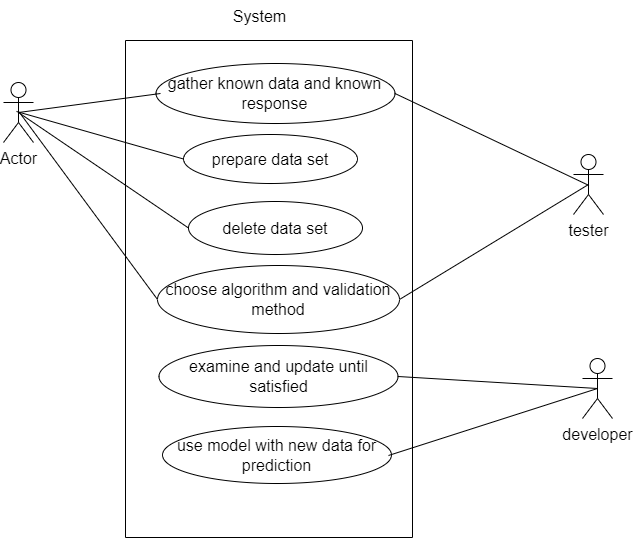 System
gather known data and known
response
Actor
prepare data set
tester
delete data set
choose algorithm and validation
method
examine and update until
satisfied
developer
use model with new data for
prediction